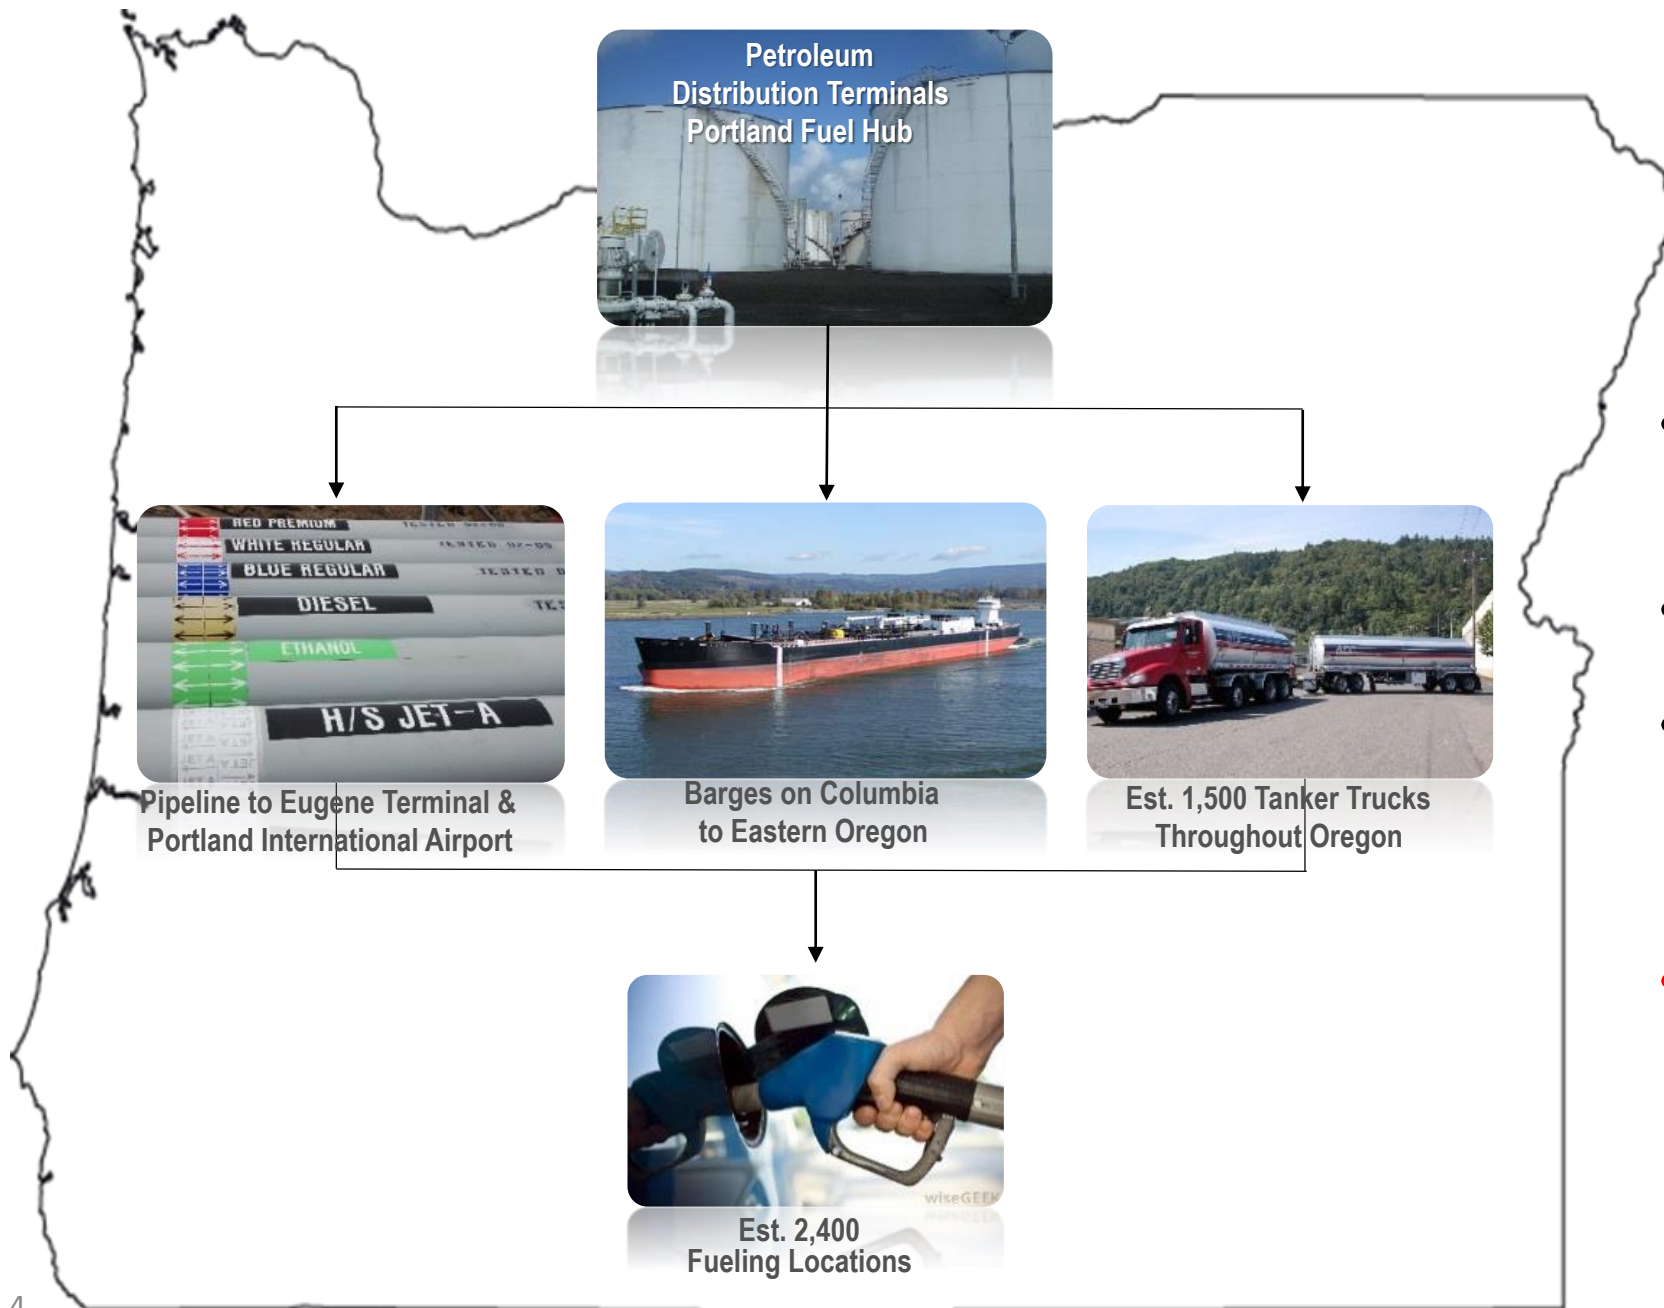 Petroleum
Distribution Terminals
Portland Fuel Hub
RED PREMIUM
WHITE REGULAR
BLUE REGULAR
DIESEL
ETHANOL
H/S JET-A
JET A
Pipeline to Eugene Terminal &
Portland International Airport
Barges on Columbia
to Eastern Oregon
Est. 1,500 Tanker Trucks
Throughout Oregon
wiseGEEK
Est. 2,400
Fueling Locations
4